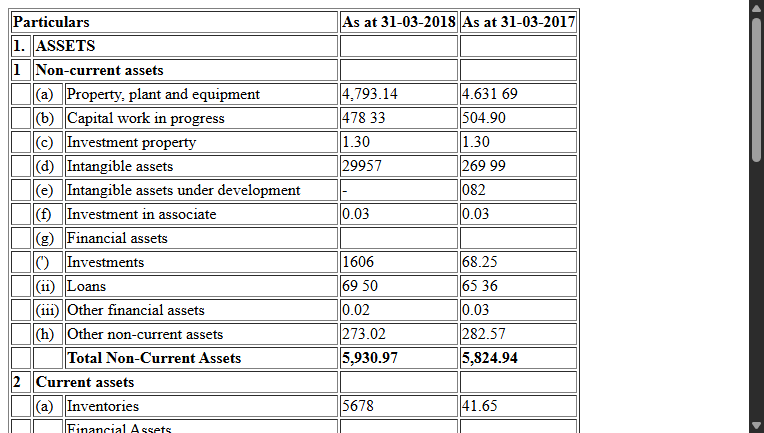 Particulars As at 31-03-2018 As at 31-03-2017
1. ASSETS
1 Non-current assets
(a) Property, plant and equipment 4,793.14 4.631 69
(b) Capital work in progress 478 33 504.90
(c) Investment property 1.30 1.30
(d) Intangible assets 29957 269 99
(e) Intangible assets under development - 082
(f) Investment in associate 0.03 0.03
(g) Financial assets
(') Investments 1606 68.25
(ii) Loans 69 50 65 36
(iii) Other financial assets 0.02 0.03
(h) Other non-current assets 273.02 282.57
Total Non-Current Assets 5,930.97 5,824.94
2 Current assets
(a) Inventories 5678 41.65
Financial Assets